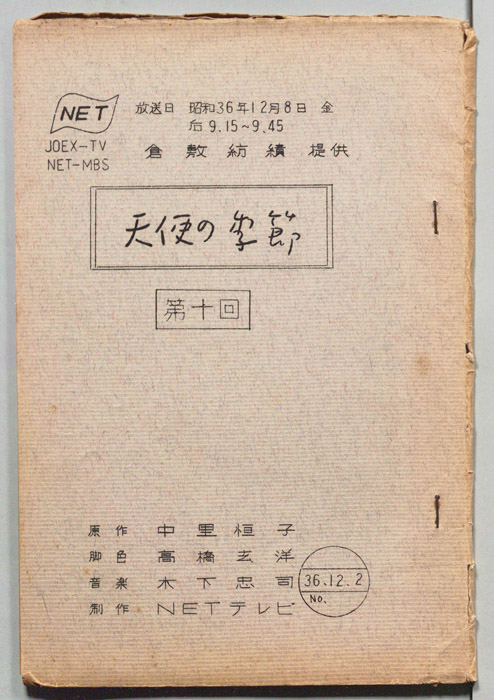 NET
放送日 昭和36年12月8日 金
后9.15~9.45
JOEX-TV
NET-MBS
倉敷紡績 提供
天使の季節
第十回
原作 中里恒子
脚色 高橋玄洋
音楽 木下忠司
制作 NETテレビ
36.12.2
No.